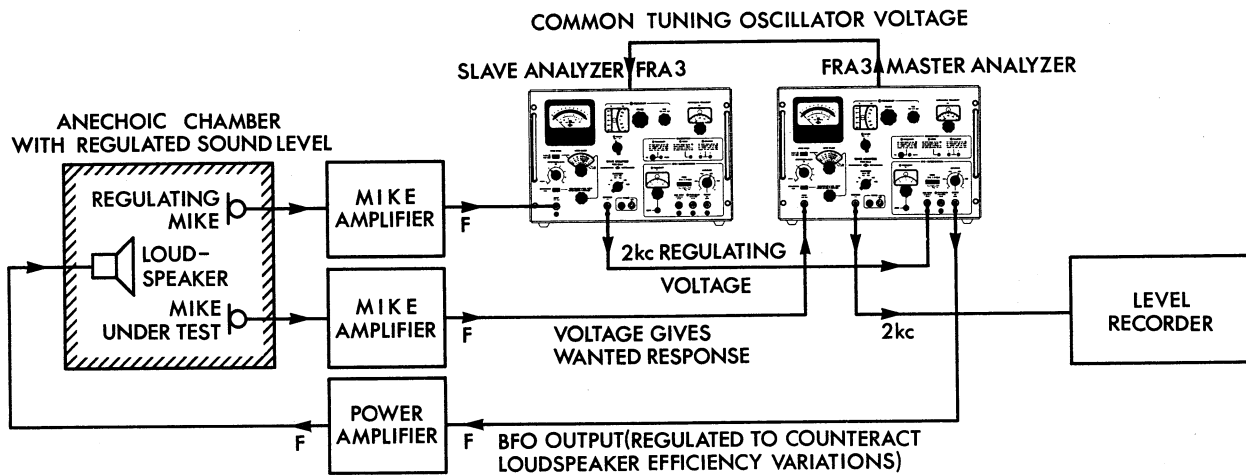 COMMON TUNING OSCILLATOR VOLTAGE
SLAVE ANALYZER FRA3
FRA3 MASTER ANALYZER
ANECHOIC CHAMBER
WITH REGULATED SOUND LEVEL
REGULATING
MIKE
MIKE
AMPLIFIER
F
LOUD-
SPEAKER
2kc REGULATING
VOLTAGE
MIKE
UNDER TEST
MIKE
AMPLIFIER
F
VOLTAGE GIVES
WANTED RESPONSE
2kc
LEVEL
RECORDER
F
POWER
AMPLIFIER
F
BFO OUTPUT(REGULATED TO COUNTERACT
LOUDSPEAKER EFFICIENCY VARIATIONS)